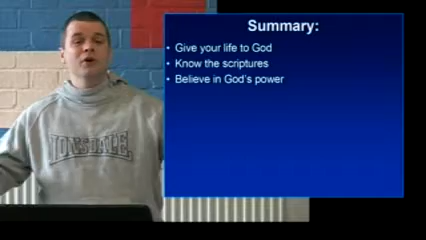 Summary:
• Give your life to God
• Know the scriptures
• Believe in God's power
LONSDALE